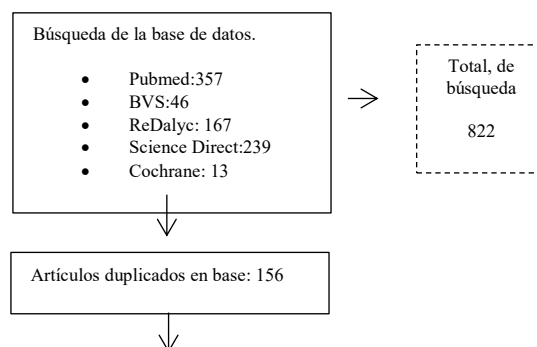 Búsqueda de la base de datos.
• Pubmed:357
• BVS:46
• ReDalyc: 167
• Science Direct:239
• Cochrane: 13
Total, de
búsqueda
822
Artículos duplicados en base: 156